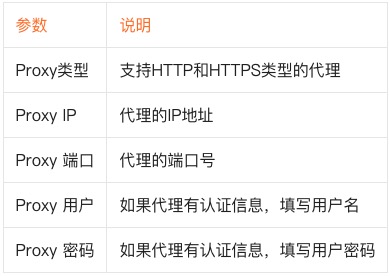 参数 说明
Proxy类型 支持HTTP和HTTPS类型的代理
Proxy IP 代理的IP地址
Proxy 端口 代理的端口号
Proxy 用户 如果代理有认证信息，填写用户名
Proxy 密码 如果代理有认证信息，填写用户密码